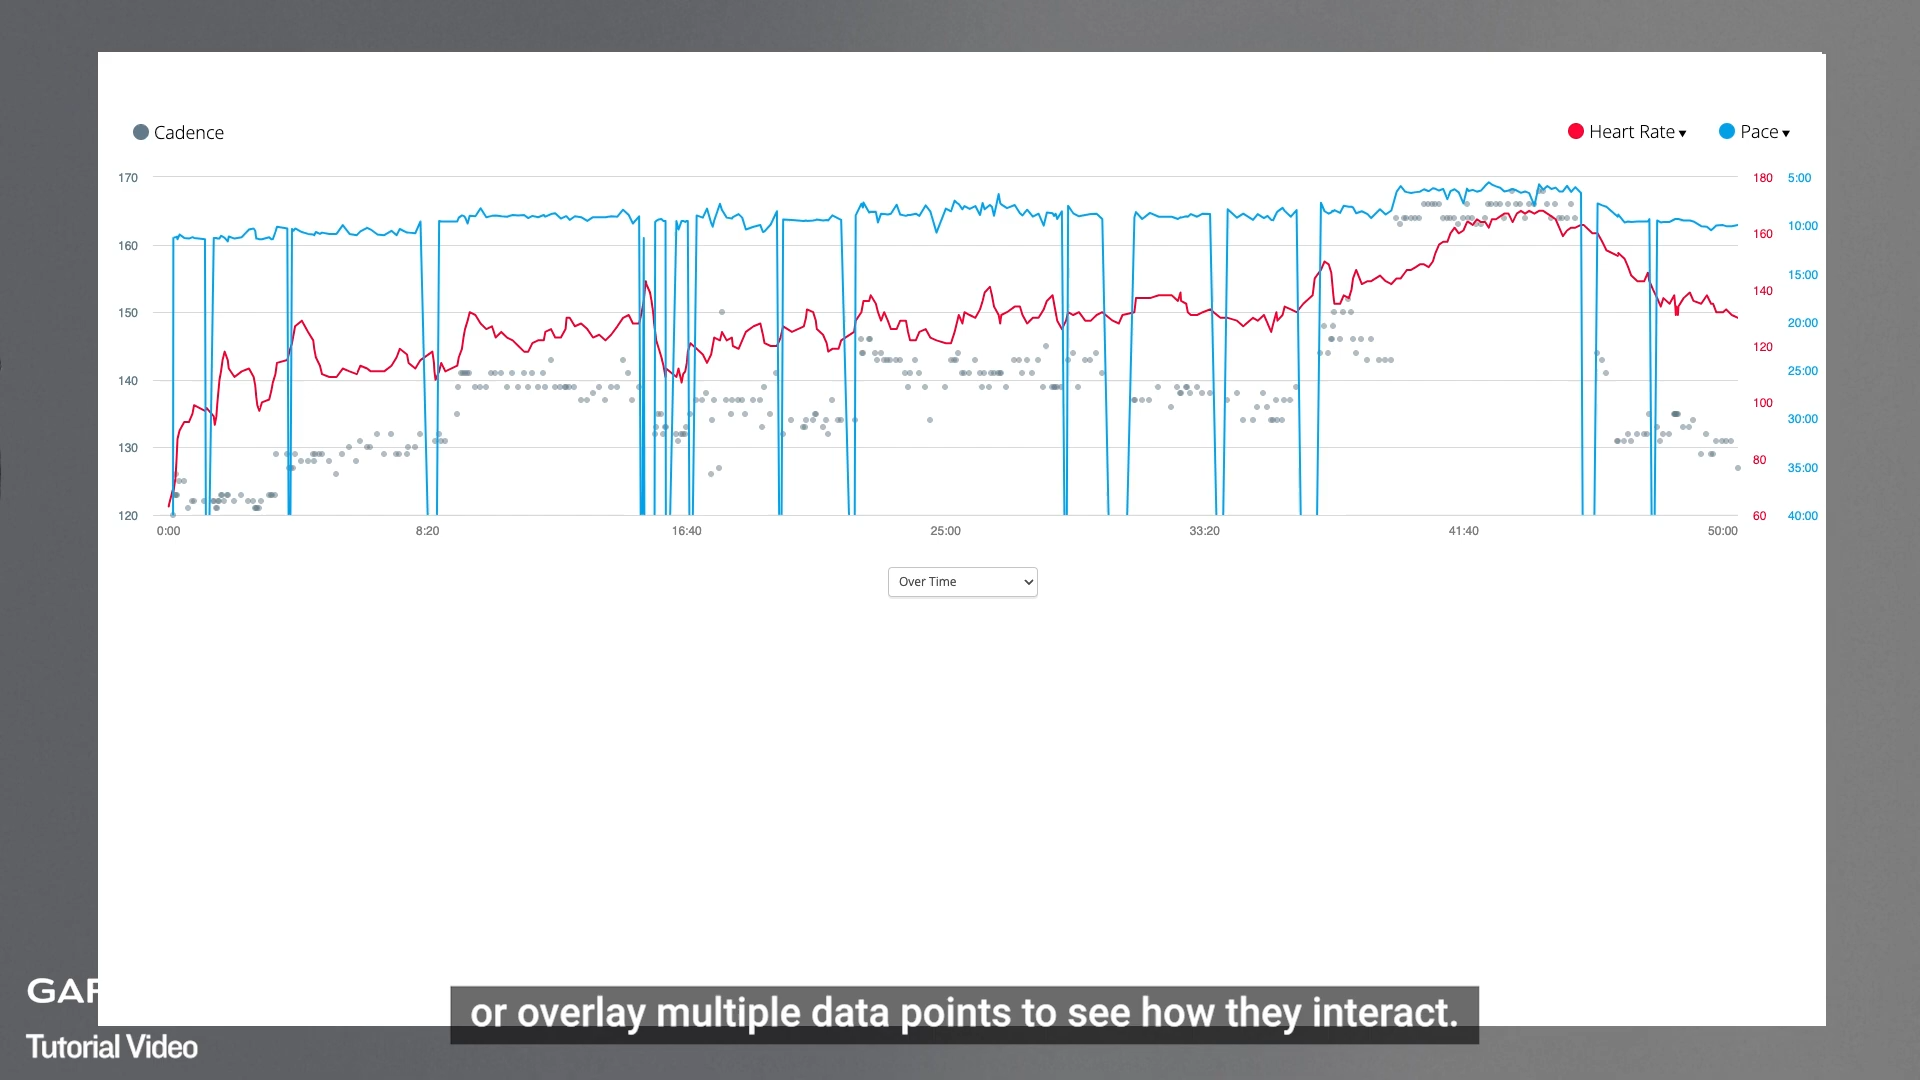 Cadence
Heart Rate▾ Pace▾
170 180 5:00
160 160 10:00
150 140 15:00
140 120 20:00
130 100 25:00
120 80 30:00
60 35:00
40:00
0:00 8:20 16:40 25:00 33:20 41:40 50:00
Over Time
GAR
or overlay multiple data points to see how they interact.
Tutorial Video